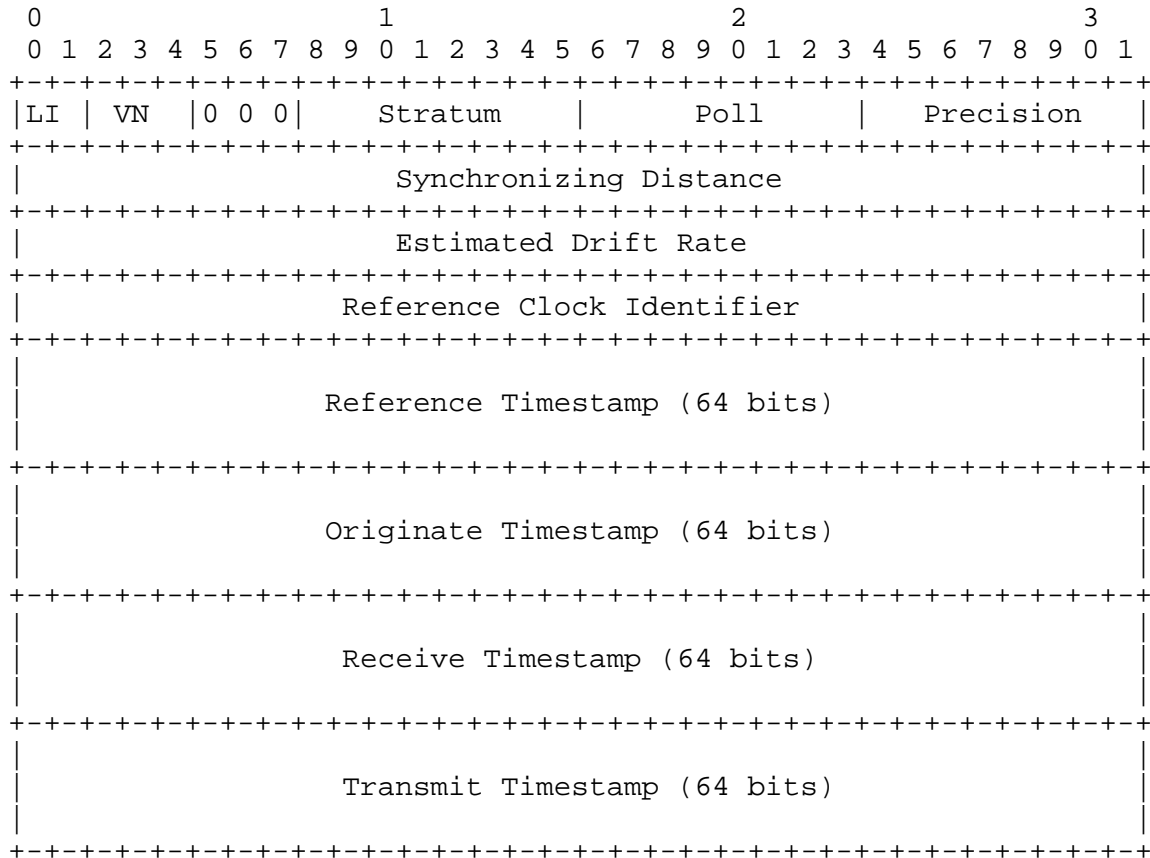 0                   1                   2                   3
 0 1 2 3 4 5 6 7 8 9 0 1 2 3 4 5 6 7 8 9 0 1 2 3 4 5 6 7 8 9 0 1
+-+-+-+-+-+-+-+-+-+-+-+-+-+-+-+-+-+-+-+-+-+-+-+-+-+-+-+-+-+-+-+-+
|LI | VN  |0 0 0|    Stratum    |      Poll     |   Precision   |
+-+-+-+-+-+-+-+-+-+-+-+-+-+-+-+-+-+-+-+-+-+-+-+-+-+-+-+-+-+-+-+-+
|                     Synchronizing Distance                    |
+-+-+-+-+-+-+-+-+-+-+-+-+-+-+-+-+-+-+-+-+-+-+-+-+-+-+-+-+-+-+-+-+
|                     Estimated Drift Rate                      |
+-+-+-+-+-+-+-+-+-+-+-+-+-+-+-+-+-+-+-+-+-+-+-+-+-+-+-+-+-+-+-+-+
|                  Reference Clock Identifier                   |
+-+-+-+-+-+-+-+-+-+-+-+-+-+-+-+-+-+-+-+-+-+-+-+-+-+-+-+-+-+-+-+-+
|                                                               |
|                 Reference Timestamp (64 bits)                 |
|                                                               |
+-+-+-+-+-+-+-+-+-+-+-+-+-+-+-+-+-+-+-+-+-+-+-+-+-+-+-+-+-+-+-+-+
|                                                               |
|                 Originate Timestamp (64 bits)                 |
|                                                               |
+-+-+-+-+-+-+-+-+-+-+-+-+-+-+-+-+-+-+-+-+-+-+-+-+-+-+-+-+-+-+-+-+
|                                                               |
|                  Receive Timestamp (64 bits)                  |
|                                                               |
+-+-+-+-+-+-+-+-+-+-+-+-+-+-+-+-+-+-+-+-+-+-+-+-+-+-+-+-+-+-+-+-+
|                                                               |
|                  Transmit Timestamp (64 bits)                 |
|                                                               |
+-+-+-+-+-+-+-+-+-+-+-+-+-+-+-+-+-+-+-+-+-+-+-+-+-+-+-+-+-+-+-+-+